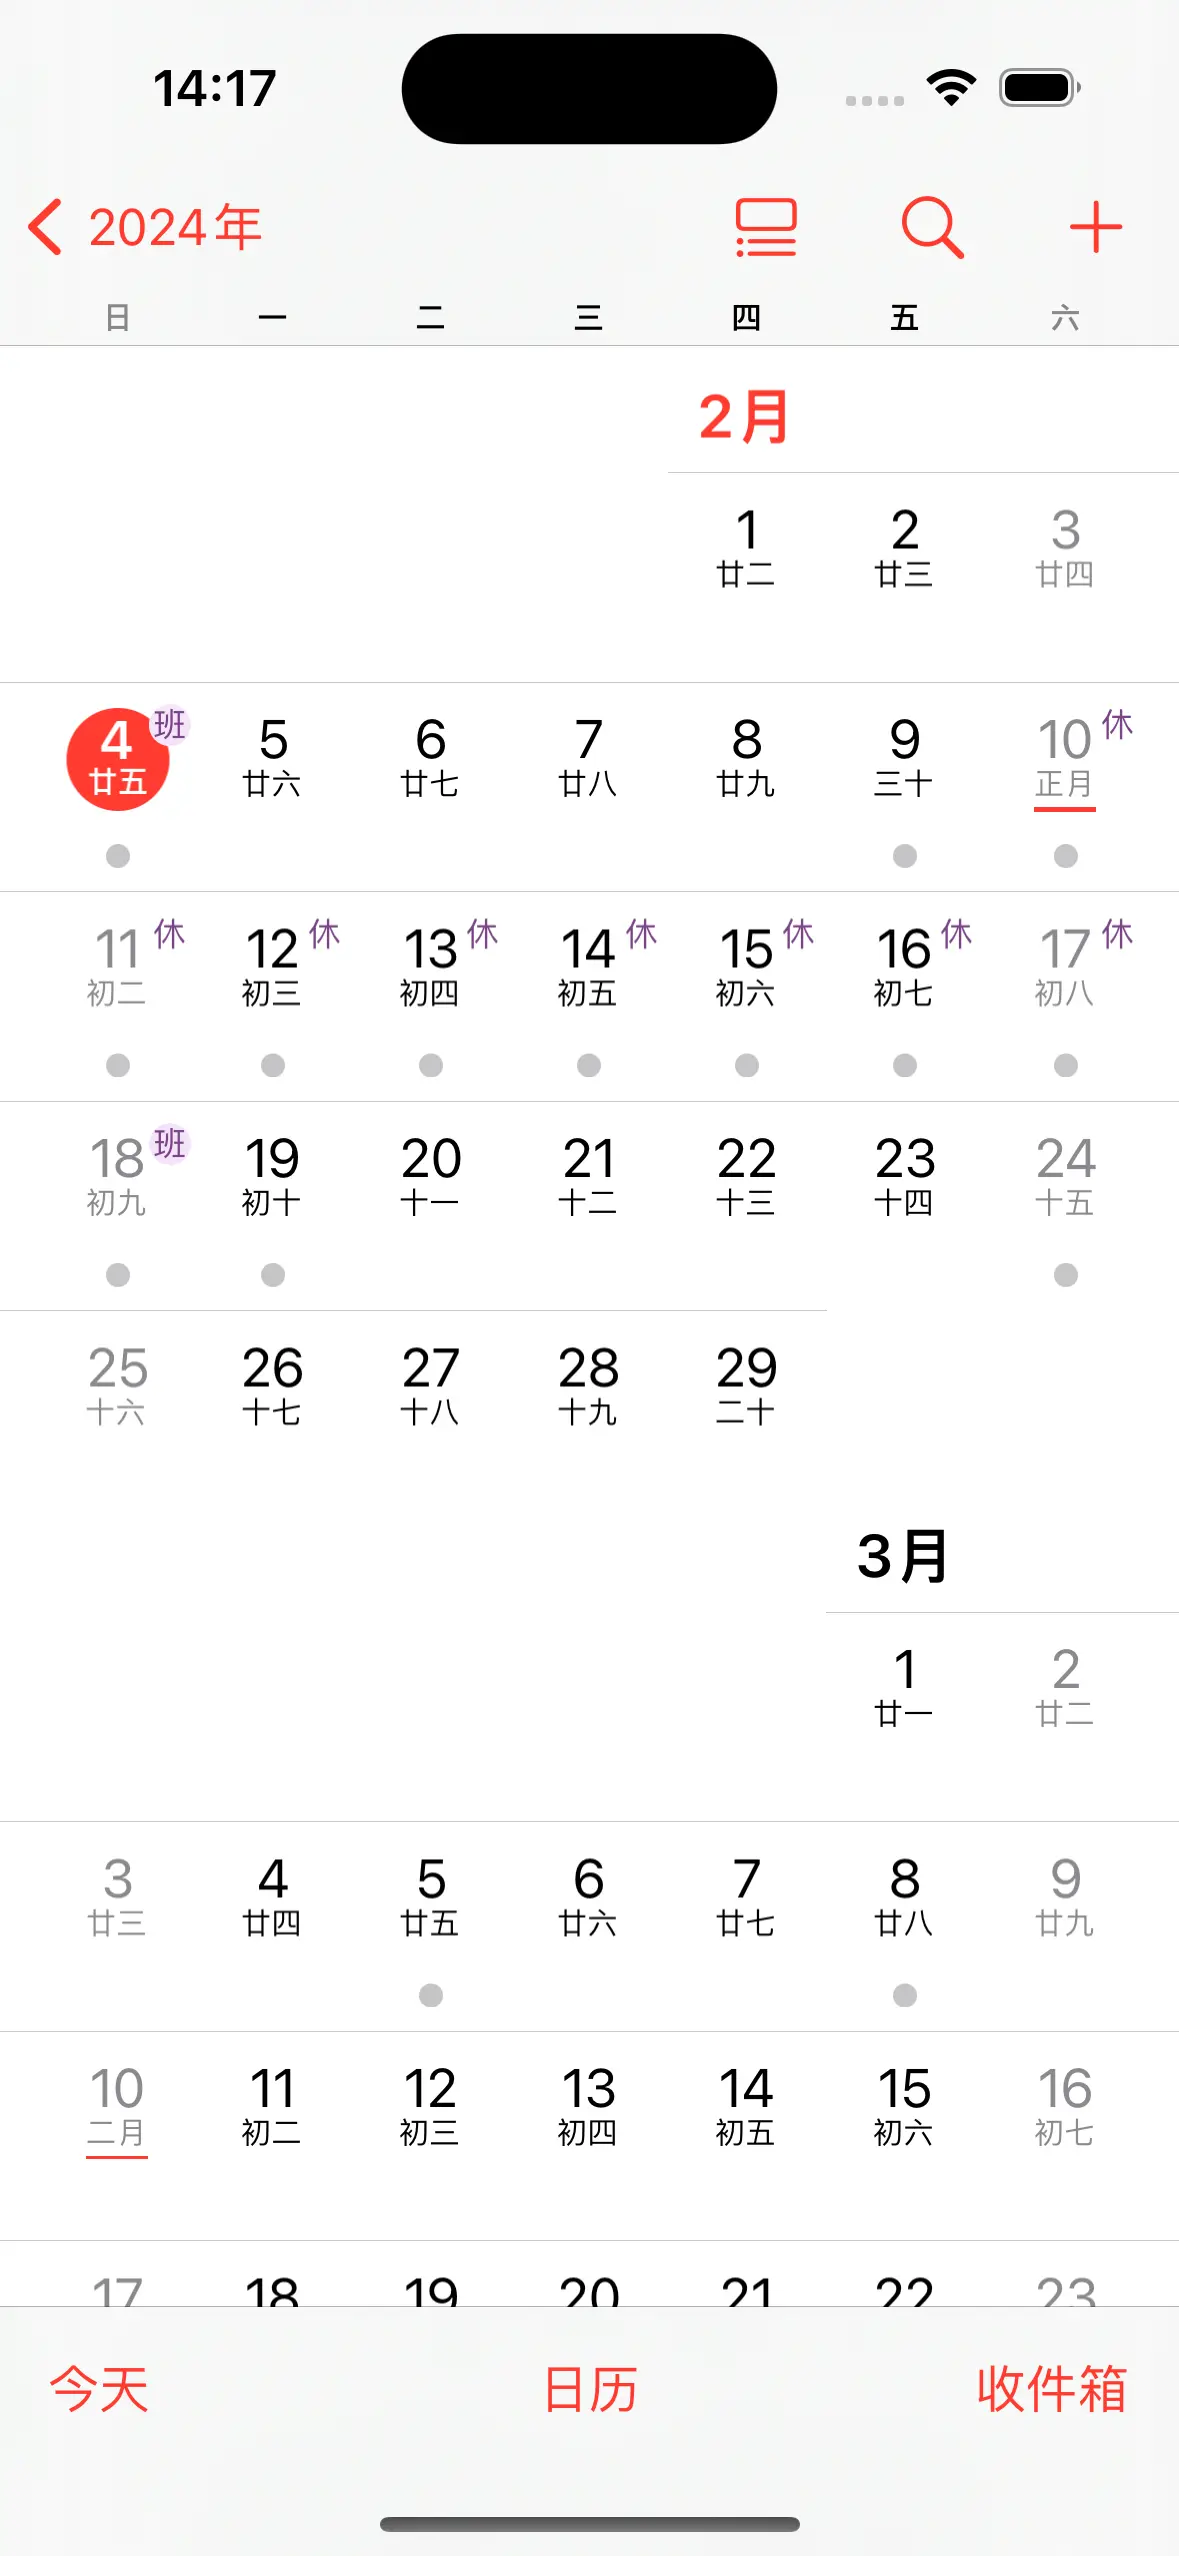 14:17
2024年
日 一 二 三 四 五 六
2月
1 2 3
廿二 廿三 廿四
4 班 5 6 7 8 9 10 休
廿五 廿六 廿七 廿八 廿九 三十 正月
11 休 12 休 13 休 14 休 15 休 16 休 17 休
初二 初三 初四 初五 初六 初七 初八
18 班 19 20 21 22 23 24
初九 初十 十一 十二 十三 十四 十五
25 26 27 28 29
十六 十七 十八 十九 二十
3月
1 2
廿一 廿二
3 4 5 6 7 8 9
廿三 廿四 廿五 廿六 廿七 廿八 廿九
10 11 12 13 14 15 16
二月 初二 初三 初四 初五 初六 初七
17 18 19 20 21 22 23
今天 日历 收件箱